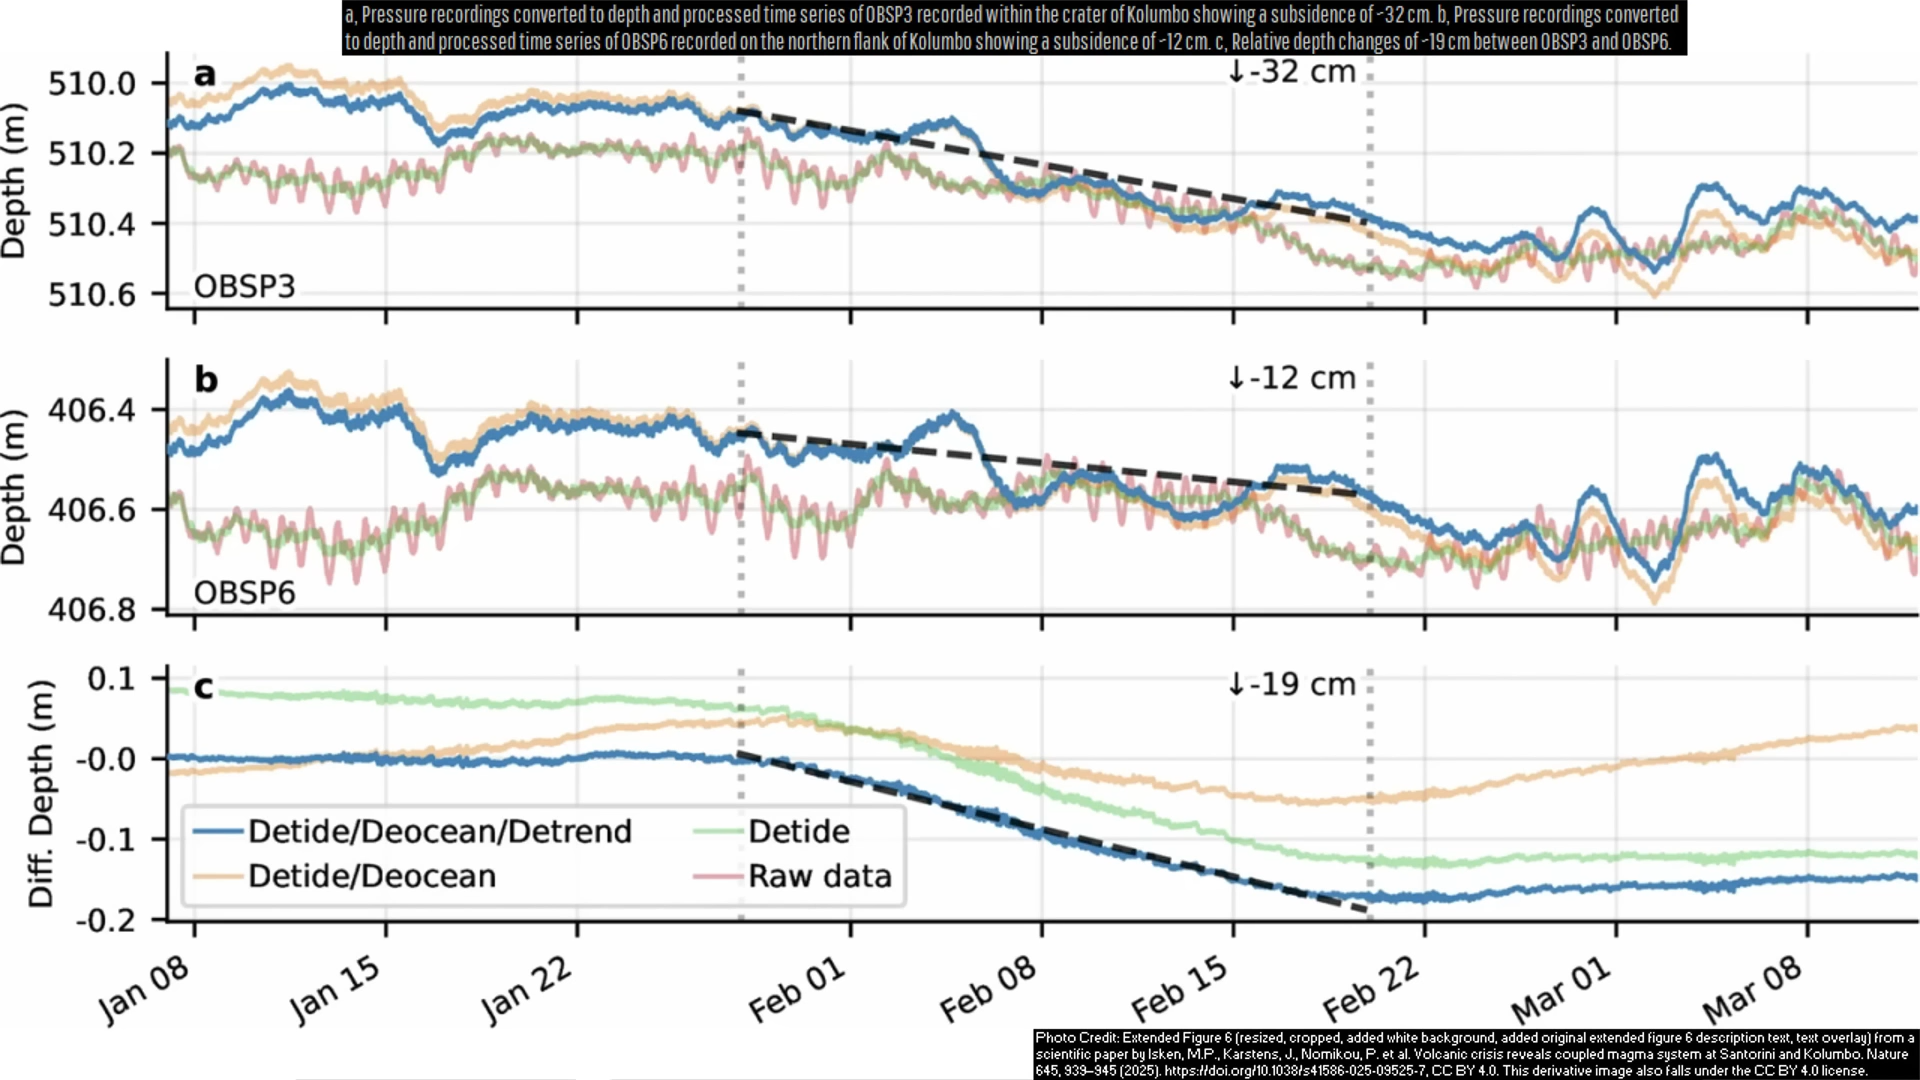 a, Pressure recordings converted to depth and processed time series of OBSP3 recorded within the crater of Kolumbo showing a subsidence of ~32 cm. b, Pressure recordings converted
to depth and processed time series of OBSP6 recorded on the northern flank of Kolumbo showing a subsidence of ~12 cm. c, Relative depth changes of ~19 cm between OBSP3 and OBSP6.
a
↓-32 cm
510.0
510.2
510.4
510.6
Depth (m)
OBSP3
b
↓-12 cm
406.4
406.6
406.8
Depth (m)
OBSP6
c
↓-19 cm
0.1
-0.0
-0.1
-0.2
Diff. Depth (m)
Detide/Deocean/Detrend
Detide/Deocean
Detide
Raw data
Jan 08
Jan 15
Jan 22
Feb 01
Feb 08
Feb 15
Feb 22
Mar 01
Mar 08
Photo Credit: Extended Figure 6 (resized, cropped, added white background, added original extended figure 6 description text, text overlay) from a
scientific paper by Isken, M.P., Karstens, J., Nomikou, P. et al. Volcanic crisis reveals coupled magma system at Santorini and Kolumbo. Nature
645, 939–945 (2025). https://doi.org/10.1038/s41586-025-09525-7, CC BY 4.0. This derivative image also falls under the CC BY 4.0 license.